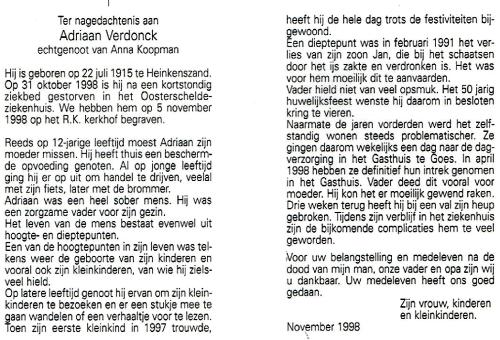 Ter nagedachtenis aan
Adriaan Verdonck
echtgenoot van Anna Koopman
Hij is geboren op 22 juli 1915 te Heinkenszand.
Op 31 oktober 1998 is hij na een kortstondig
ziekbed gestorven in het Oosterschelde-
ziekenhuis. We hebben hem op 5 november
1998 op het R.K. kerkhof begraven.
Reeds op 12-jarige leeftijd moest Adriaan zijn
moeder missen. Hij heeft thuis een bescherm-
de opvoeding genoten. Al op jonge leeftijd
ging hij er op uit om handel te drijven, veelal
met zijn fiets, later met de brommer.
Adriaan was een heel sober mens. Hij was
een zorgzame vader voor zijn gezin.
Het leven van de mens bestaat evenwel uit
hoogte- en dieptepunten.
Een van de hoogtepunten in zijn leven was tel-
kens weer de geboorte van zijn kinderen en
vooral ook zijn kleinkinderen, van wie hij ziels-
veel hield.
Op latere leeftijd genoot hij ervan om zijn klein-
kinderen te bezoeken en er een stukje mee te
gaan wandelen of een verhaaltje voor te lezen.
Toen zijn eerste kleinkind in 1997 trouwde,
heeft hij de hele dag trots de festiviteiten bij-
gewoond.
Een dieptepunt was in februari 1991 het ver-
lies van zijn zoon Jan, die bij het schaatsen
door het ijs zakte en verdronken is. Het was
voor hem moeilijk dit te aanvaarden.
Vader hield niet van veel opsmuk. Het 50 jarig
huwelijksfeest wenste hij daarom in besloten
kring te vieren.
Naarmate de jaren vorderden werd het zelf-
standig wonen steeds problematischer. Ze
gingen daarom wekelijks een dag naar de dag-
verzorging in het Gasthuis te Goes. In april
1998 hebben ze definitief hun intrek genomen
in het Gasthuis. Vader deed dit vooral voor
moeder. Hij kon het er moeilijk gewend raken.
Drie weken terug heeft hij bij een val zijn heup
gebroken. Tijdens zijn verblijf in het ziekenhuis
zijn de bijkomende complicaties hem te veel
geworden.
Voor uw belangstelling en medeleven na de
dood van mijn man, onze vader en opa zijn wij
u dankbaar. Uw medeleven heeft ons goed
gedaan.
Zijn vrouw, kinderen
en kleinkinderen.
November 1998